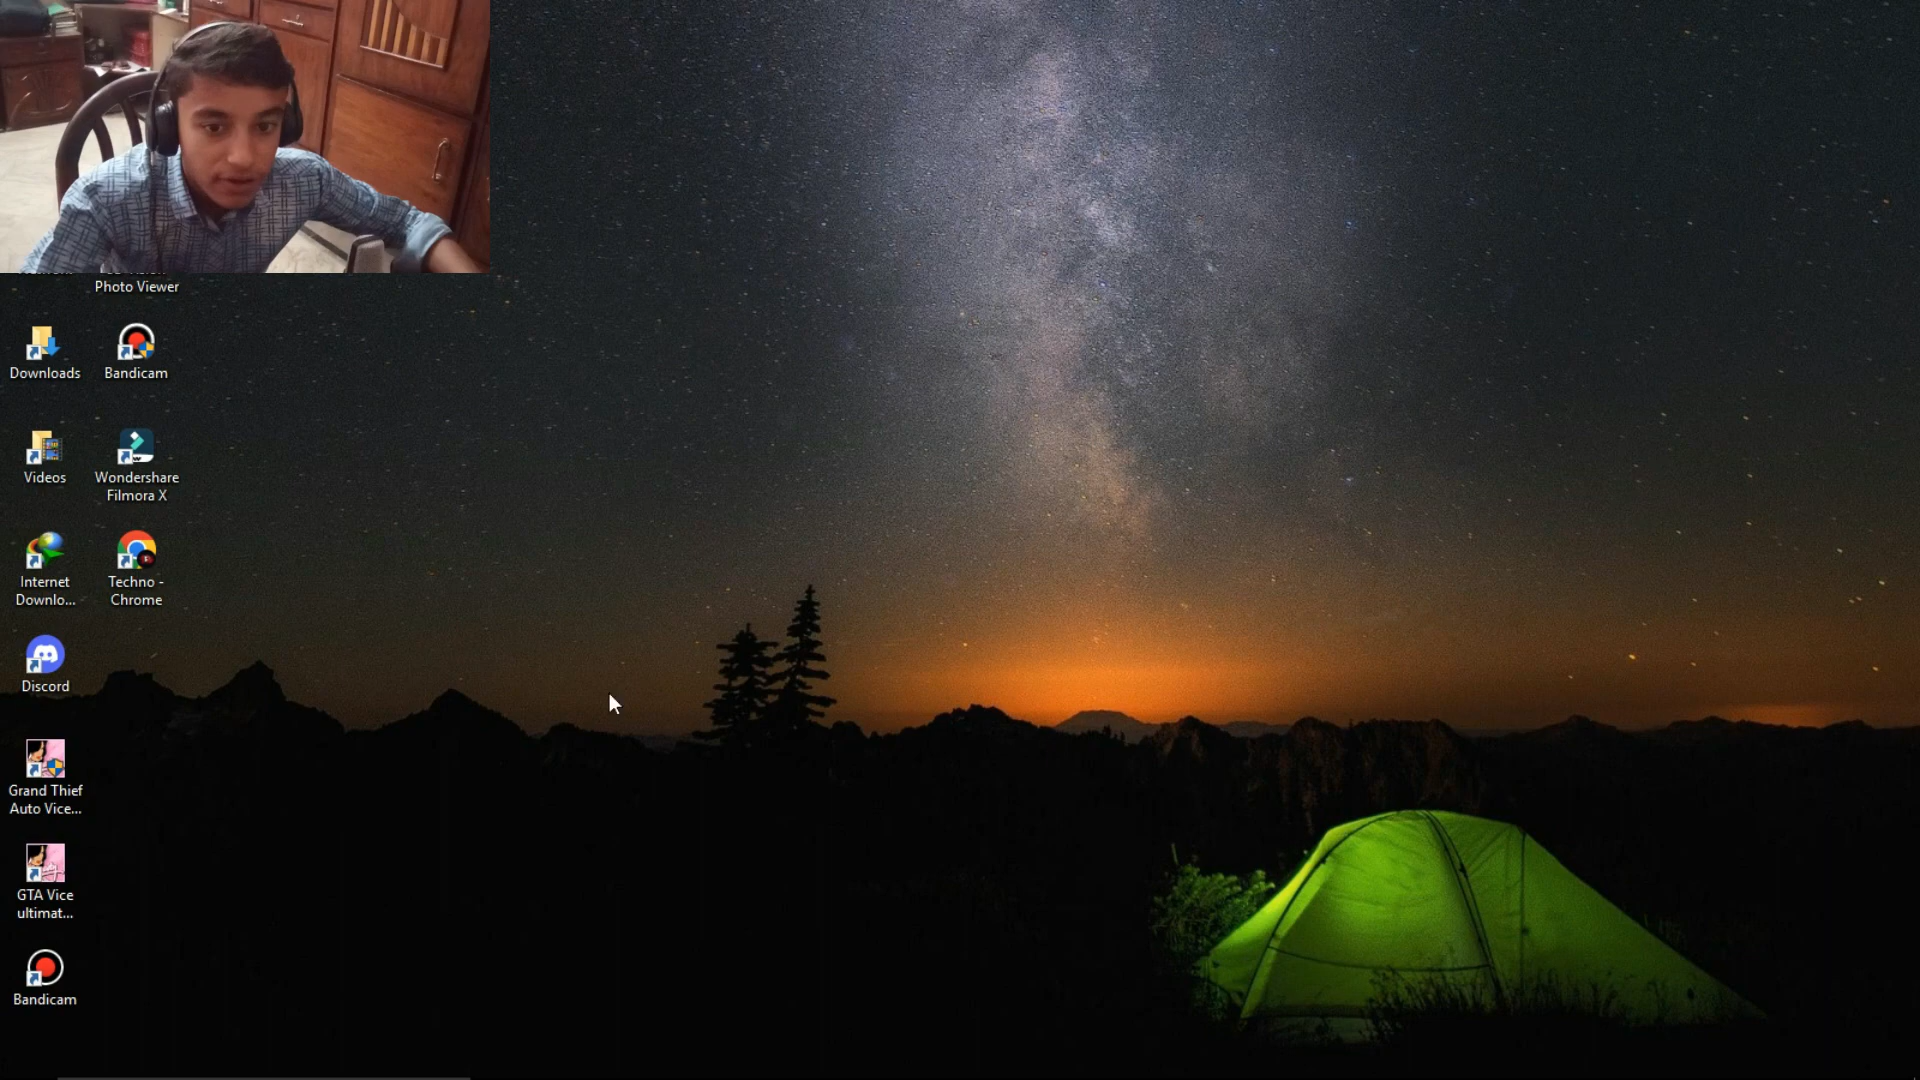 Photo Viewer
Downloads
Bandicam
Videos
Wondershare
Filmora X
Internet
Downlo...
Techno -
Chrome
Discord
Grand Thief
Auto Vice...
GTA Vice
ultimat...
Bandicam